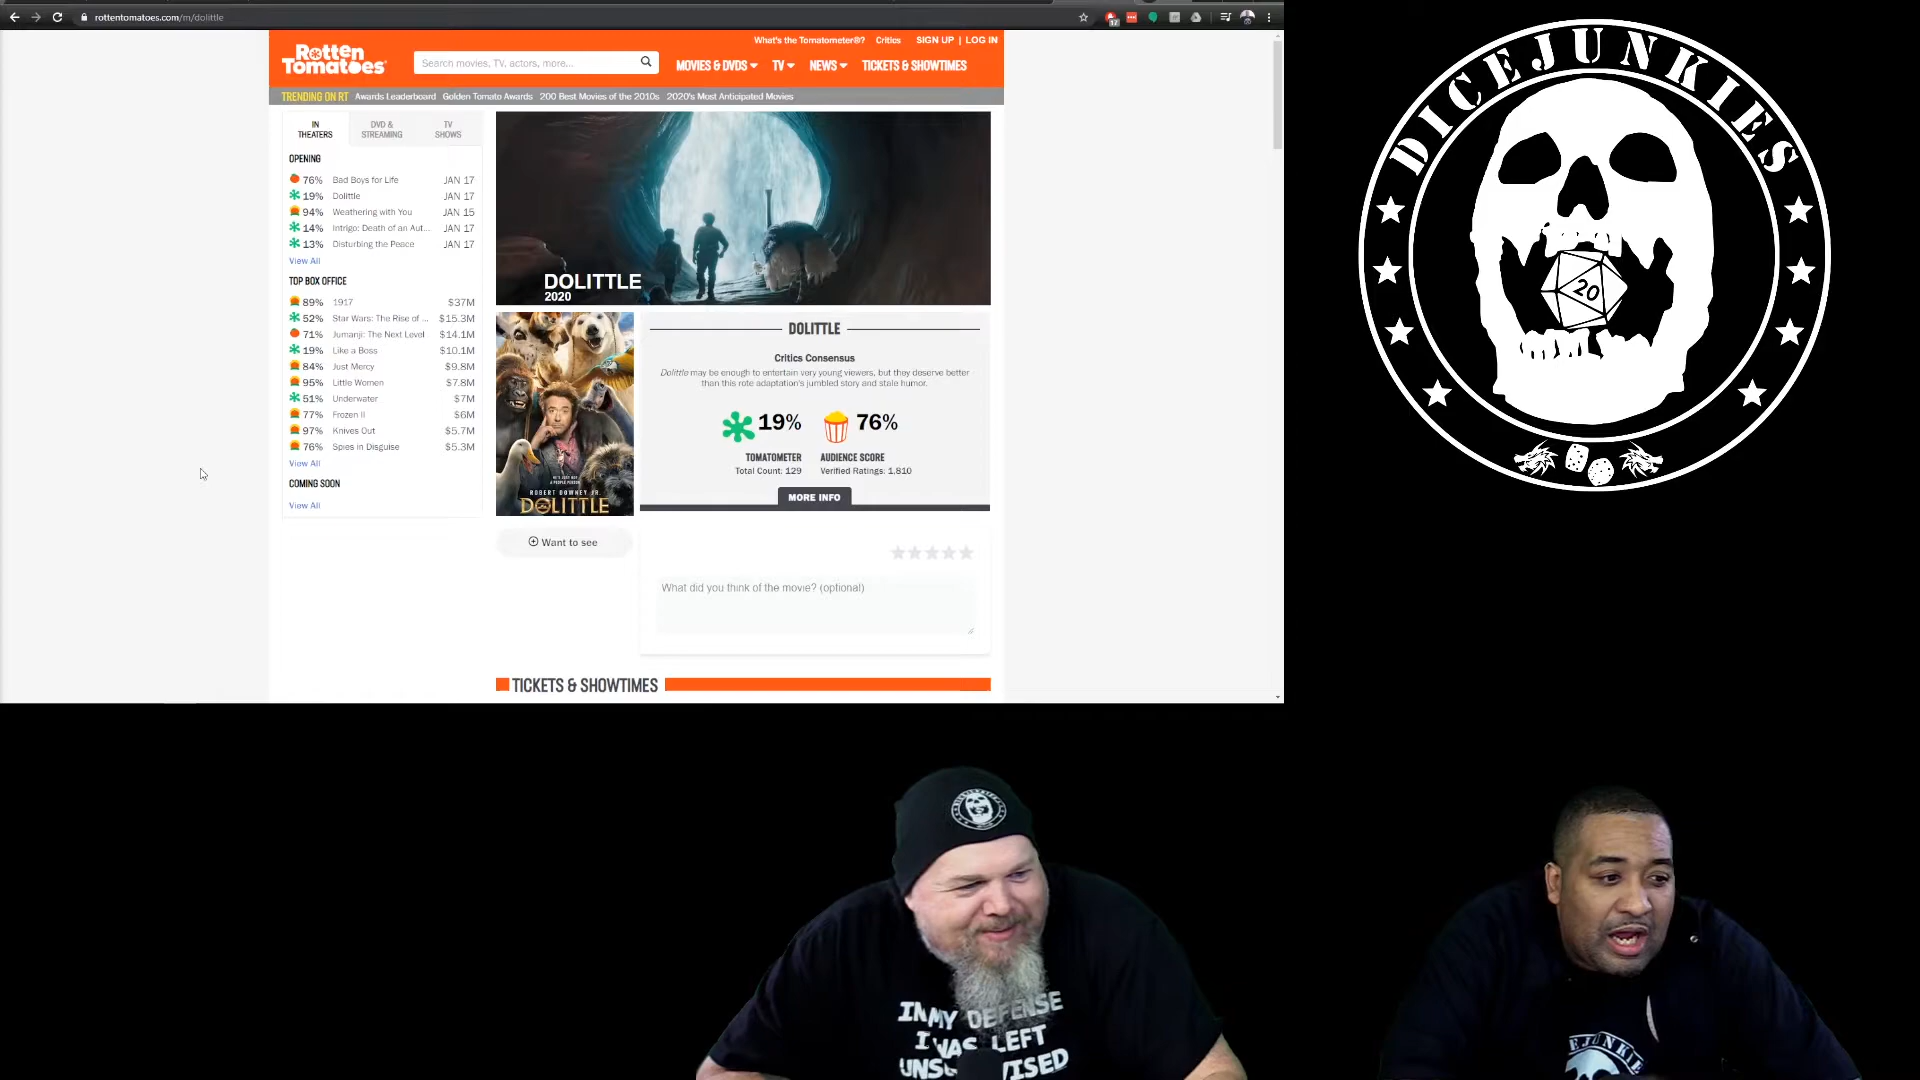 rottentomatoes.com/m/dolittle
What's the Tomatometer®? Critics SIGN UP | LOG IN
Rotten
Tomatoes
Search movies, TV, actors, more...
MOVIES & DVDS TV NEWS TICKETS & SHOWTIMES
TRENDING ON RT Awards Leaderboard Golden Tomato Awards 200 Best Movies of the 2010s 2020's Most Anticipated Movies
IN
THEATERS
DVD &
STREAMING
TV
SHOWS
OPENING
76% Bad Boys for Life JAN 17
19% Dolittle JAN 17
94% Weathering with You JAN 15
14% Intrigo: Death of an Aut... JAN 17
13% Disturbing the Peace JAN 17
View All
TOP BOX OFFICE
89% 1917 $37M
52% Star Wars: The Rise of ... $15.3M
71% Jumanji: The Next Level $14.1M
19% Like a Boss $10.1M
84% Just Mercy $9.8M
95% Little Women $7.8M
51% Underwater $7M
77% Frozen II $6M
97% Knives Out $5.7M
76% Spies in Disguise $5.3M
View All
COMING SOON
View All
DOLITTLE
2020
HE'S JUST NOT
A PEOPLE PERSON
ROBERT DOWNEY JR.
DOLITTLE
Want to see
DOLITTLE
Critics Consensus
Dolittle may be enough to entertain very young viewers, but they deserve better
than this rote adaptation's jumbled story and stale humor.
19% 76%
TOMATOMETER AUDIENCE SCORE
Total Count: 129 Verified Ratings: 1,810
MORE INFO
What did you think of the movie? (optional)
TICKETS & SHOWTIMES
DICEJUNKIES
20
IN MY DEFENSE
I WAS LEFT